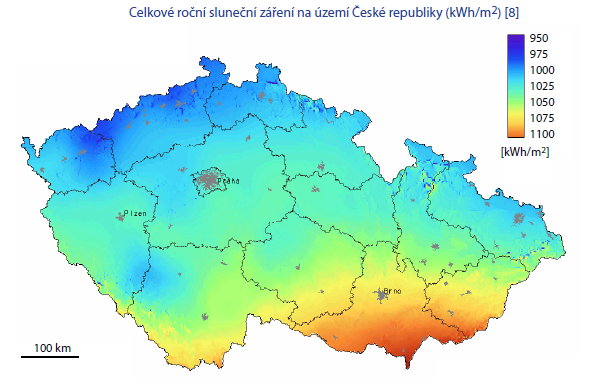 Celkové roční sluneční záření na území České republiky (kWh/m²) [8]
950
975
1000
1025
1050
1075
1100
[kWh/m²]
Praha
Plzen
Brno
100 km